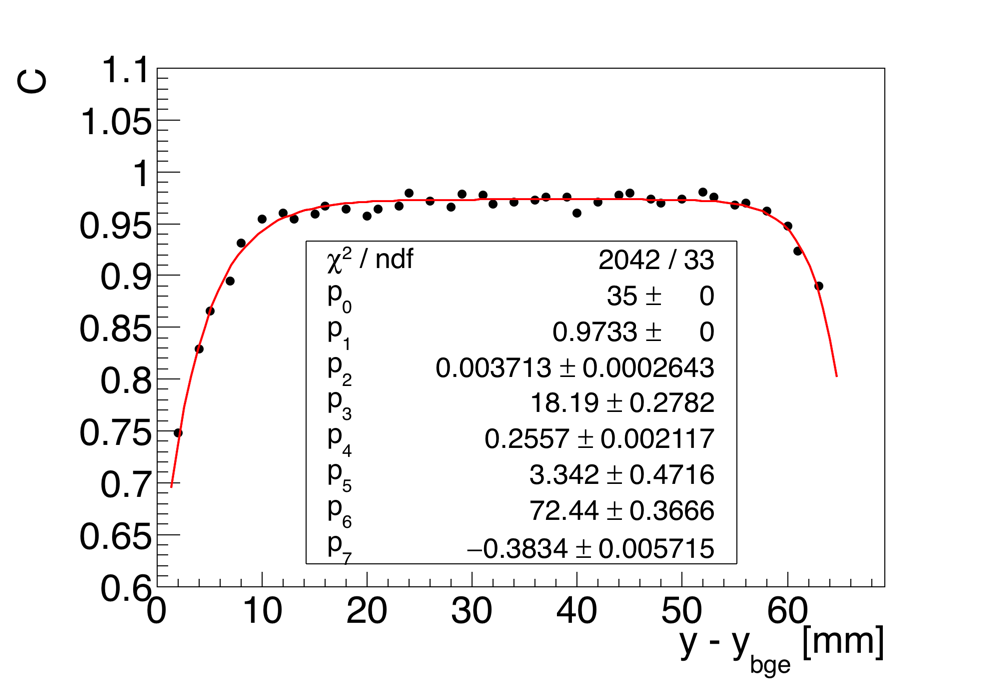 C
1.1
1.05
1
0.95
0.9
0.85
0.8
0.75
0.7
0.65
0.6
χ² / ndf 2042 / 33
p₀ 35 ± 0
p₁ 0.9733 ± 0
p₂ 0.003713 ± 0.0002643
p₃ 18.19 ± 0.2782
p₄ 0.2557 ± 0.002117
p₅ 3.342 ± 0.4716
p₆ 72.44 ± 0.3666
p₇ −0.3834 ± 0.005715
0 10 20 30 40 50 60
y - y_bge [mm]